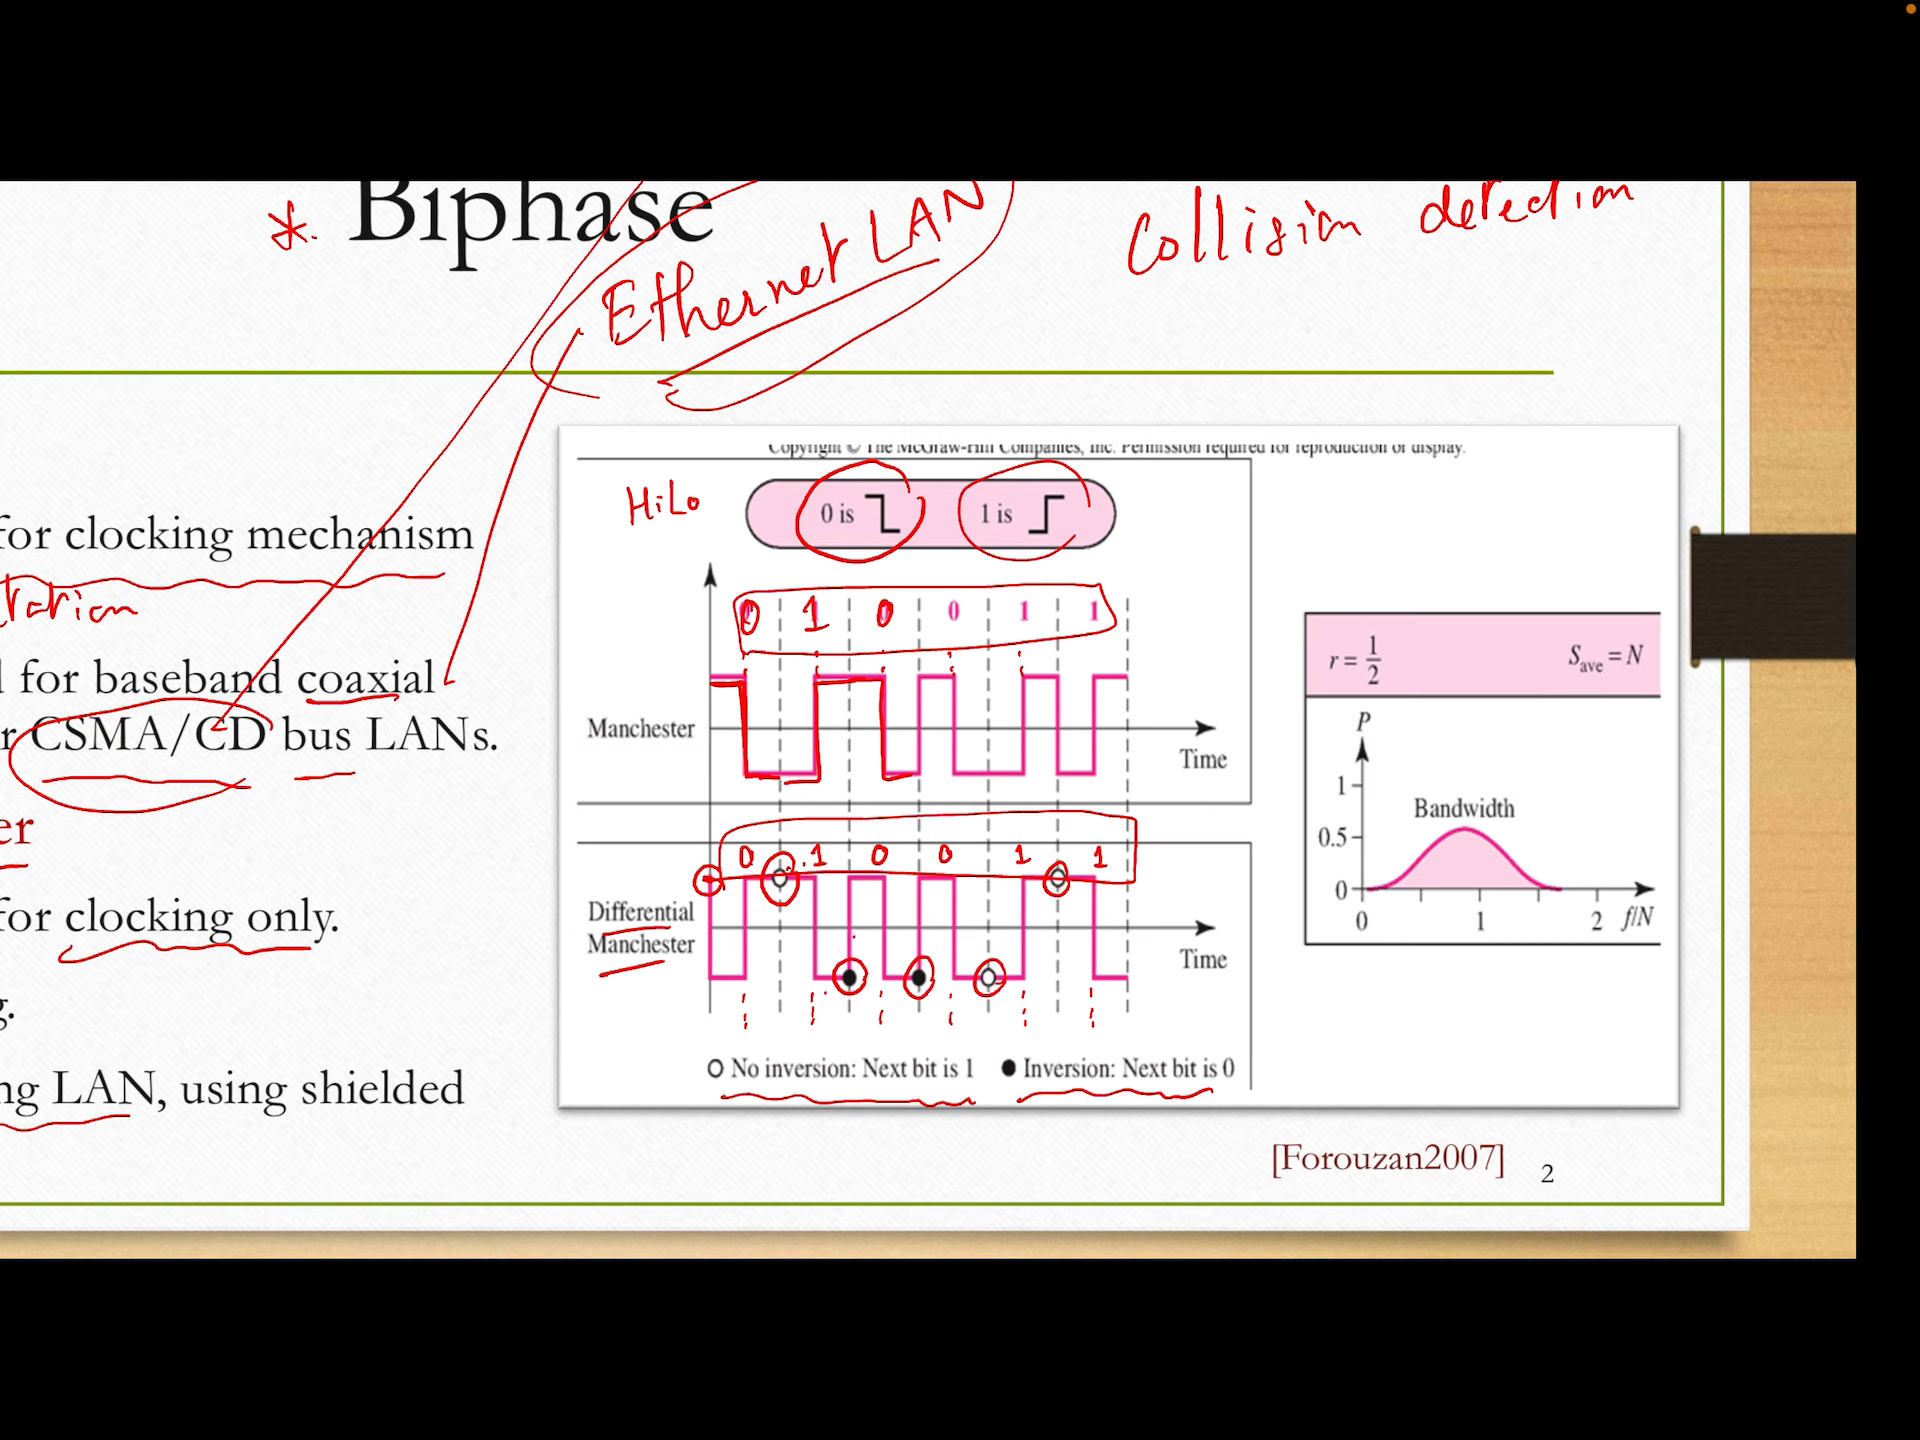 * Biphase
Ethernet LAN
Collision detection
for clocking mechanism
for baseband coaxial
CSMA/CD bus LANs.
er
for clocking only.
g.
ng LAN, using shielded
Copyright © The McGraw-Hill Companies, Inc. Permission required for reproduction or display.
HiLo
0 is 1 is
0 1 0 0 1 1
Manchester
Time
0 1 0 0 1 1
Differential
Manchester
Time
No inversion: Next bit is 1 Inversion: Next bit is 0
r = 1/2 Save = N
P
1
Bandwidth
0.5
0
0 1 2 f/N
[Forouzan2007] 2